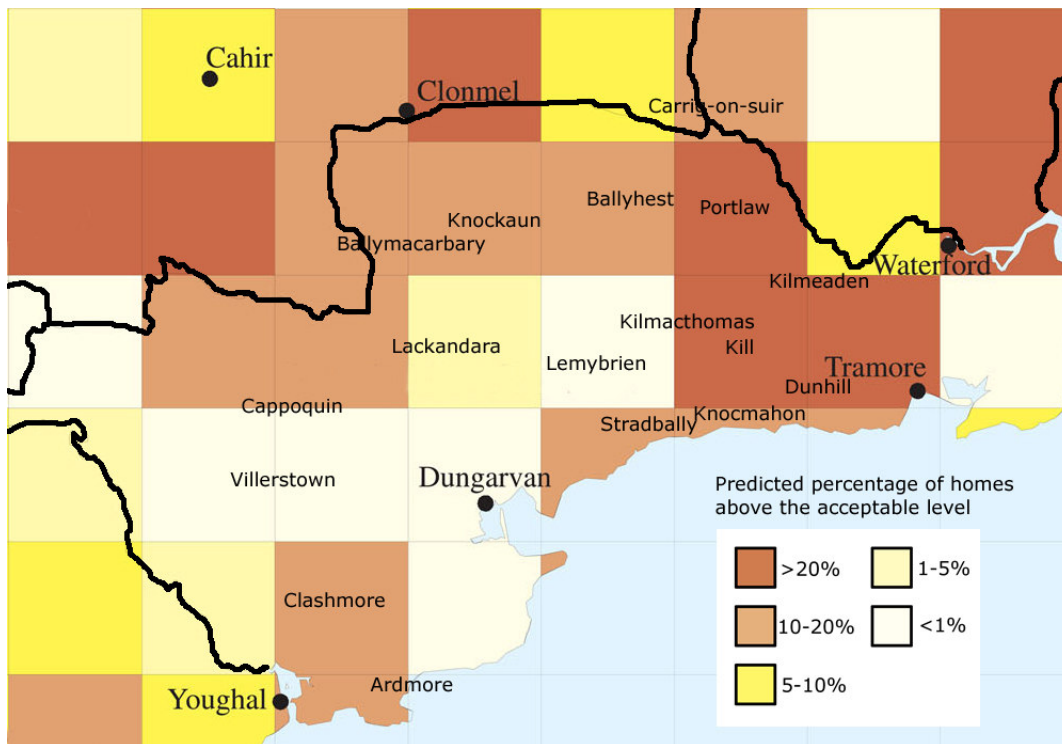 Cahir
Clonmel
Carrig-on-suir
Ballyhest
Portlaw
Knockaun
Ballymacarbary
Waterford
Kilmeaden
Kilmacthomas
Lackandara
Kill
Lemybrien
Tramore
Dunhill
Cappoquin
Knocmahon
Stradbally
Villerstown
Dungarvan
Predicted percentage of homes
above the acceptable level
>20%
1-5%
10-20%
<1%
5-10%
Clashmore
Ardmore
Youghal